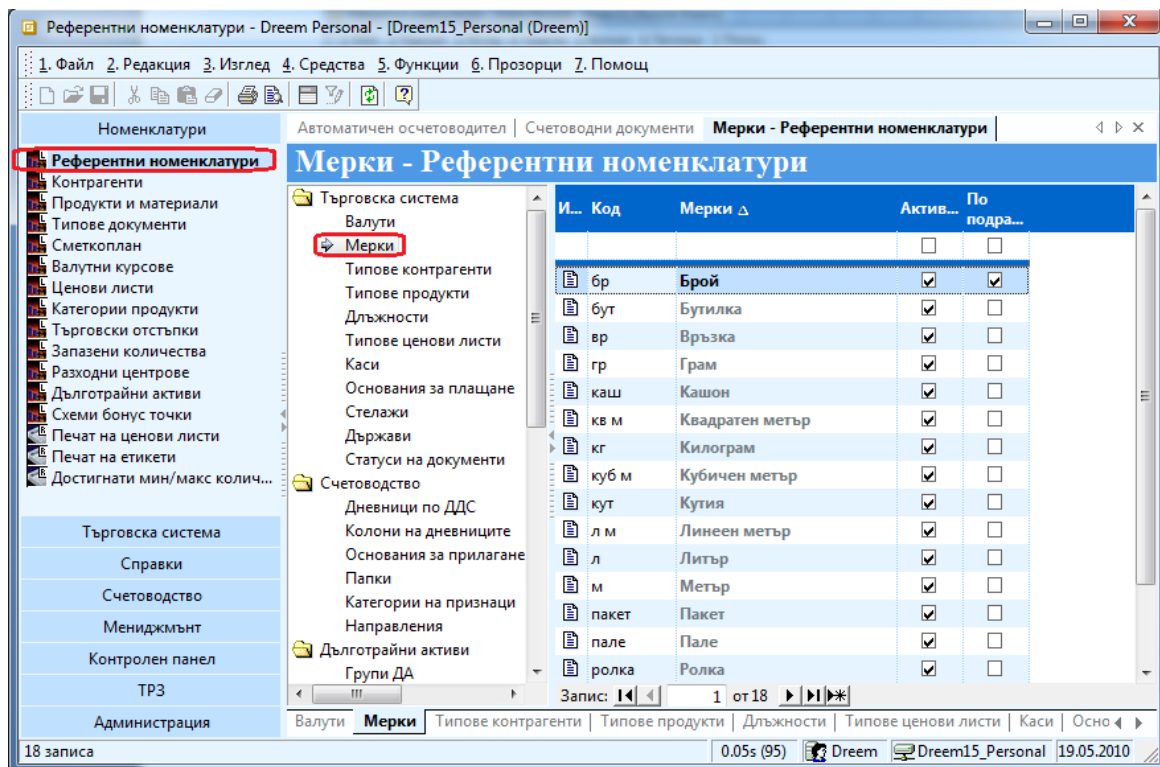 Референтни номенклатури - Dreem Personal - [Dreem15_Personal (Dreem)]
1. Файл 2. Редакция 3. Изглед 4. Средства 5. Функции 6. Прозорци 7. Помощ
Номенклатури
Референтни номенклатури
Контрагенти
Продукти и материали
Типове документи
Сметкоплан
Валутни курсове
Ценови листи
Категории продукти
Търговски отстъпки
Запазени количества
Разходни центрове
Дълготрайни активи
Схеми бонус точки
Печат на ценови листи
Печат на етикети
Достигнати мин/макс колич...
Търговска система
Справки
Счетоводство
Мениджмънт
Контролен панел
ТРЗ
Администрация
Автоматичен осчетоводител Счетоводни документи Мерки - Референтни номенклатури
Мерки - Референтни номенклатури
Търговска система
Валути
Мерки
Типове контрагенти
Типове продукти
Длъжности
Типове ценови листи
Каси
Основания за плащане
Стелажи
Държави
Статуси на документи
Счетоводство
Дневници по ДДС
Колони на дневниците
Основания за прилагане
Папки
Категории на признаци
Направления
Дълготрайни активи
Групи ДА
И... Код Мерки Актив... По подра...
бр Брой
бут Бутилка
вр Връзка
гр Грам
каш Кашон
кв м Квадратен метър
кг Килограм
куб м Кубичен метър
кут Кутия
л м Линеен метър
л Литър
м Метър
пакет Пакет
пале Пале
ролка Ролка
Запис: 1 от 18
Валути Мерки Типове контрагенти Типове продукти Длъжности Типове ценови листи Каси Осно
18 записа 0.05s (95) Dreem Dreem15_Personal 19.05.2010